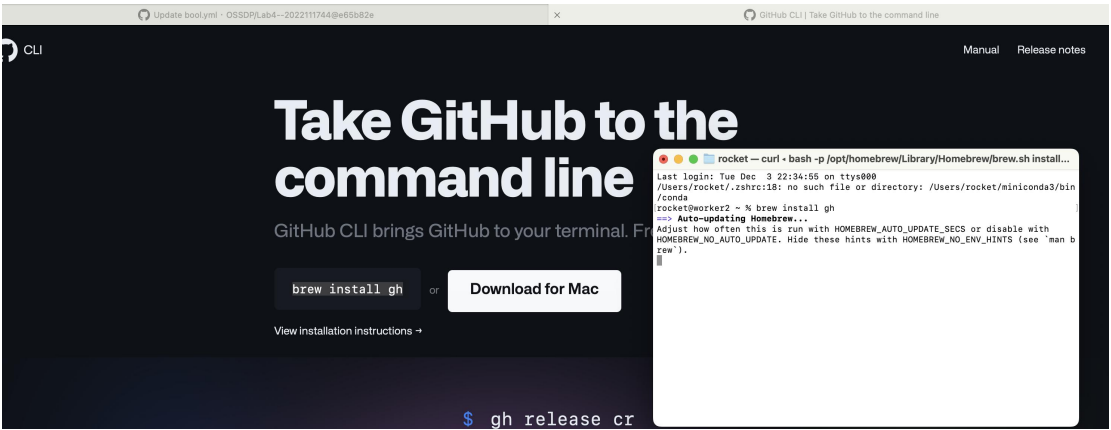 Update bool.yml · OSSDP/Lab4--2022111744@e65b82e
× GitHub CLI | Take GitHub to the command line
CLI
Manual Release notes
Take GitHub to the
command line
GitHub CLI brings GitHub to your terminal. Fr
brew install gh or Download for Mac
View installation instructions →
$ gh release cr
rocket — curl ◂ bash -p /opt/homebrew/Library/Homebrew/brew.sh install...
Last login: Tue Dec  3 22:34:55 on ttys000
/Users/rocket/.zshrc:18: no such file or directory: /Users/rocket/miniconda3/bin
/conda
[rocket@worker2 ~ % brew install gh ]
==> Auto-updating Homebrew...
Adjust how often this is run with HOMEBREW_AUTO_UPDATE_SECS or disable with
HOMEBREW_NO_AUTO_UPDATE. Hide these hints with HOMEBREW_NO_ENV_HINTS (see `man b
rew`).